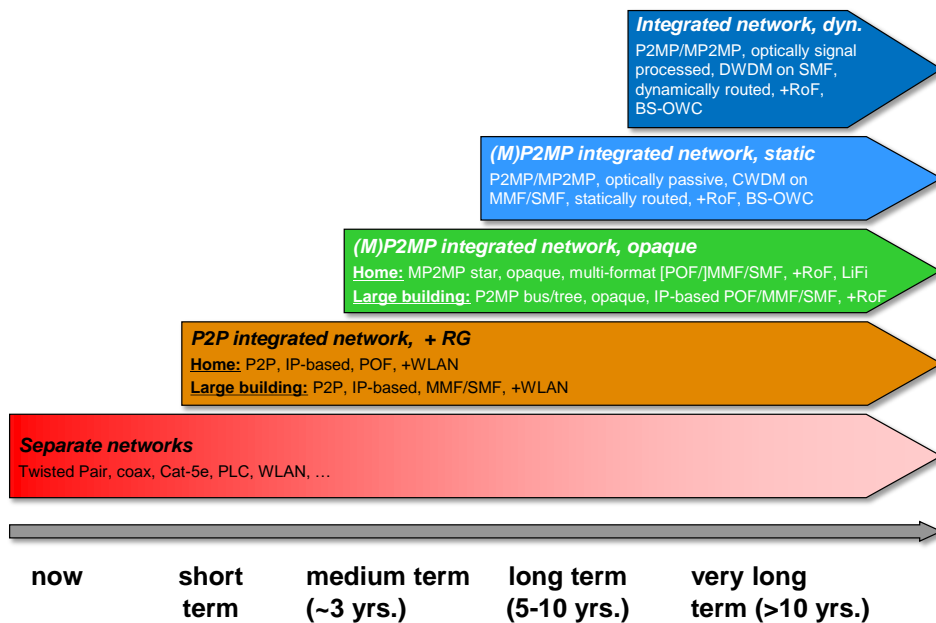 Integrated network, dyn.
P2MP/MP2MP, optically signal
processed, DWDM on SMF,
dynamically routed, +RoF,
BS-OWC
(M)P2MP integrated network, static
P2MP/MP2MP, optically passive, CWDM on
MMF/SMF, statically routed, +RoF, BS-OWC
(M)P2MP integrated network, opaque
Home: MP2MP star, opaque, multi-format [POF/]MMF/SMF, +RoF, LiFi
Large building: P2MP bus/tree, opaque, IP-based POF/MMF/SMF, +RoF
P2P integrated network, + RG
Home: P2P, IP-based, POF, +WLAN
Large building: P2P, IP-based, MMF/SMF, +WLAN
Separate networks
Twisted Pair, coax, Cat-5e, PLC, WLAN, …
now
short
term
medium term
(~3 yrs.)
long term
(5-10 yrs.)
very long
term (>10 yrs.)